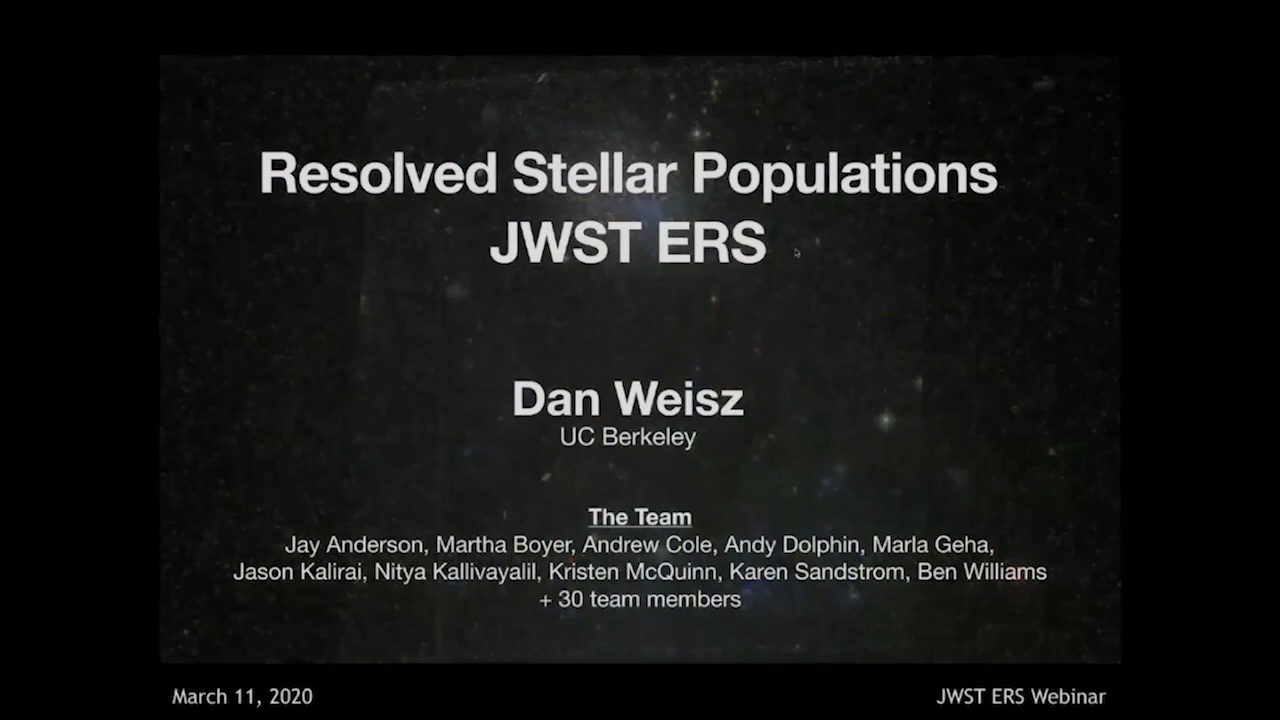 Resolved Stellar Populations
JWST ERS
Dan Weisz
UC Berkeley
The Team
Jay Anderson, Martha Boyer, Andrew Cole, Andy Dolphin, Marla Geha,
Jason Kalirai, Nitya Kallivayalil, Kristen McQuinn, Karen Sandstrom, Ben Williams
+ 30 team members
March 11, 2020
JWST ERS Webinar